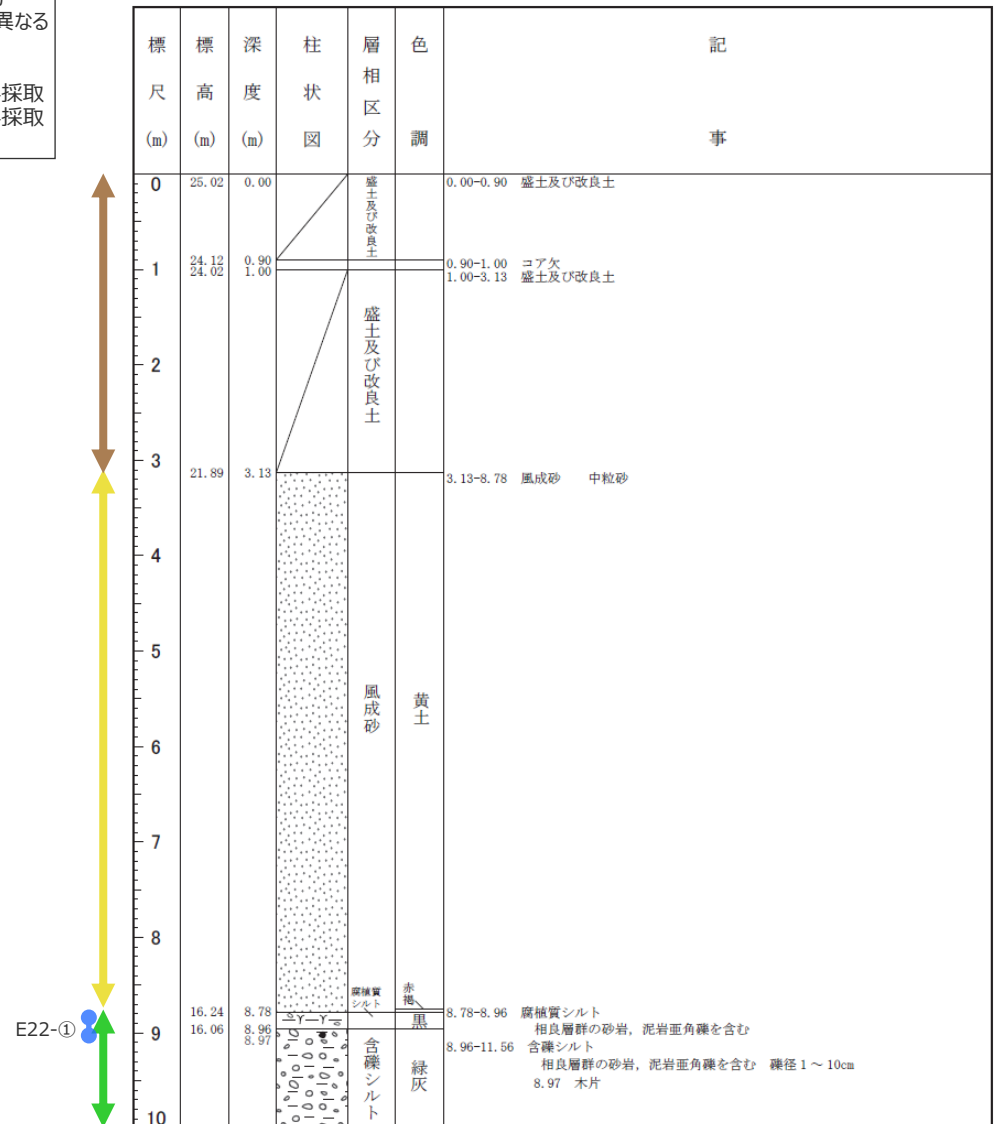 異なる
採取
採取
標尺(m)
標高(m)
深度(m)
柱状図
層相区分
色調
記事
0 25.02 0.00 盛土及び改良土 0.00-0.90 盛土及び改良土
24.12 0.90 0.90-1.00 コア欠
1 24.02 1.00 1.00-3.13 盛土及び改良土
盛土及び改良土
2
3
21.89 3.13 3.13-8.78 風成砂 中粒砂
4
5
風成砂 黄土
6
7
8
腐植質シルト 赤褐
16.24 8.78 黒 8.78-8.96 腐植質シルト
相良層群の砂岩，泥岩亜角礫を含む
E22-① 9 16.06 8.96
8.97
含礫シルト 緑灰 8.96-11.56 含礫シルト
相良層群の砂岩，泥岩亜角礫を含む 礫径1～10cm
8.97 木片
10